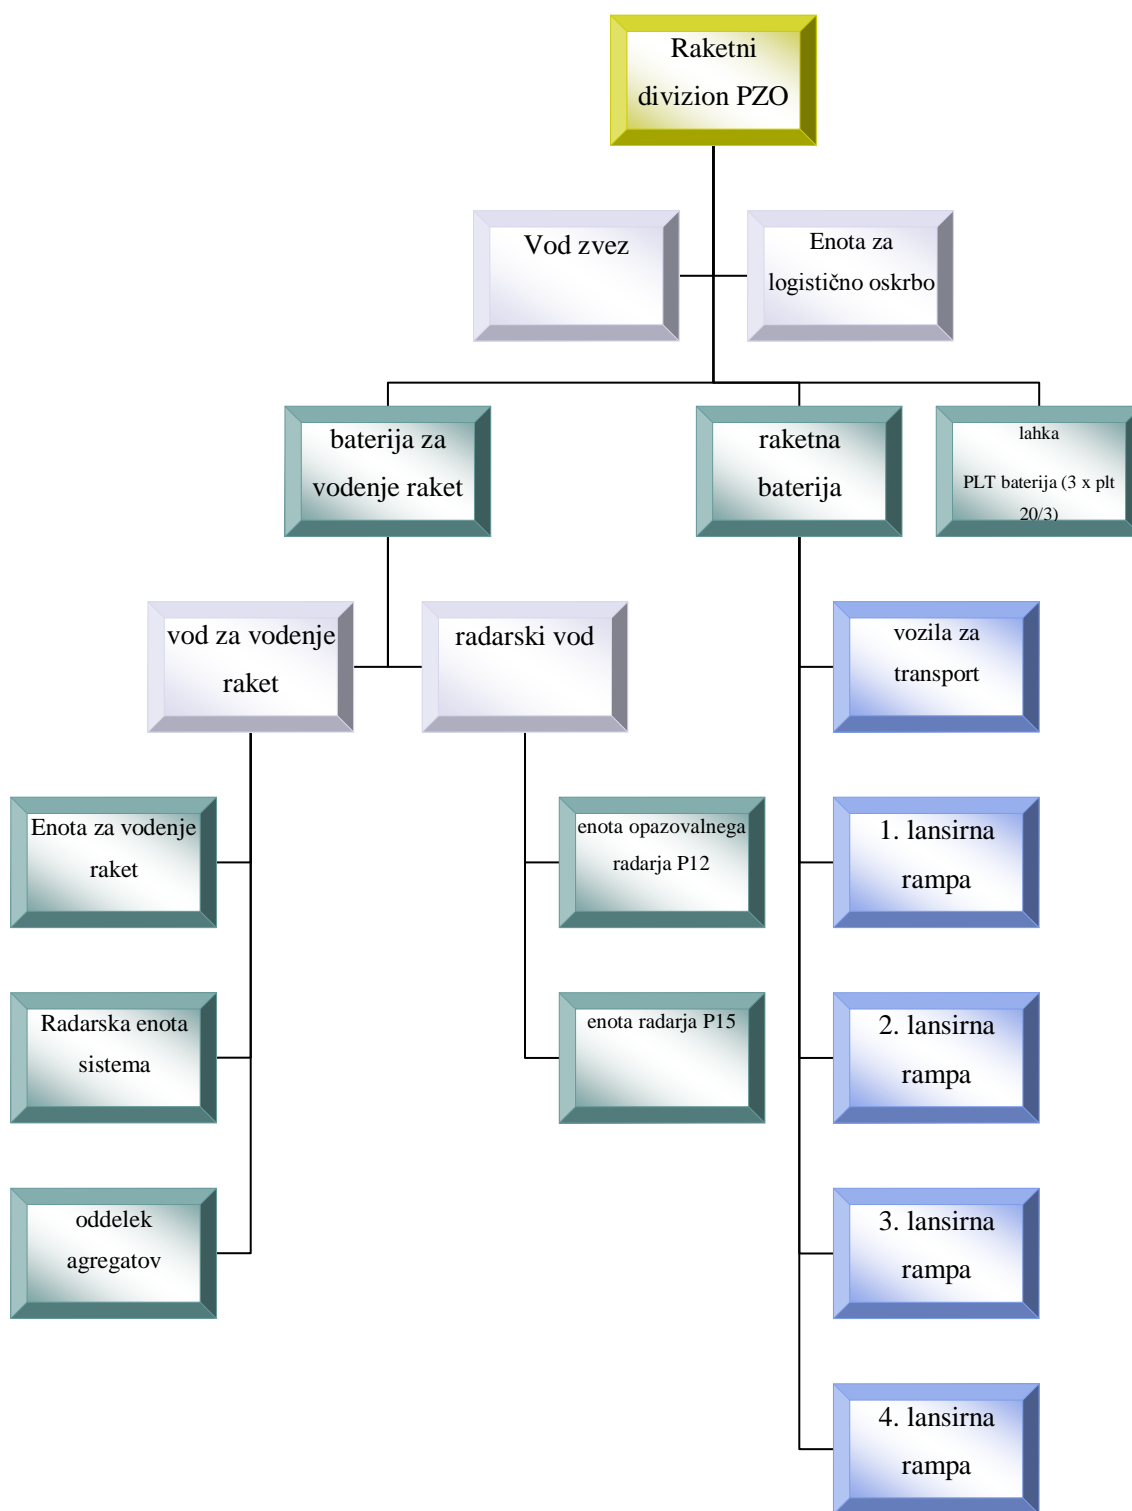 Raketni
divizion PZO
Vod zvez
Enota za
logistično oskrbo
baterija za
vodenje raket
raketna
baterija
lahka
PLT baterija (3 x plt
20/3)
vod za vodenje
raket
radarski vod
vozila za
transport
Enota za vodenje
raket
enota opazovalnega
radarja P12
1. lansirna
rampa
Radarska enota
sistema
enota radarja P15
2. lansirna
rampa
oddelek
agregatov
3. lansirna
rampa
4. lansirna
rampa